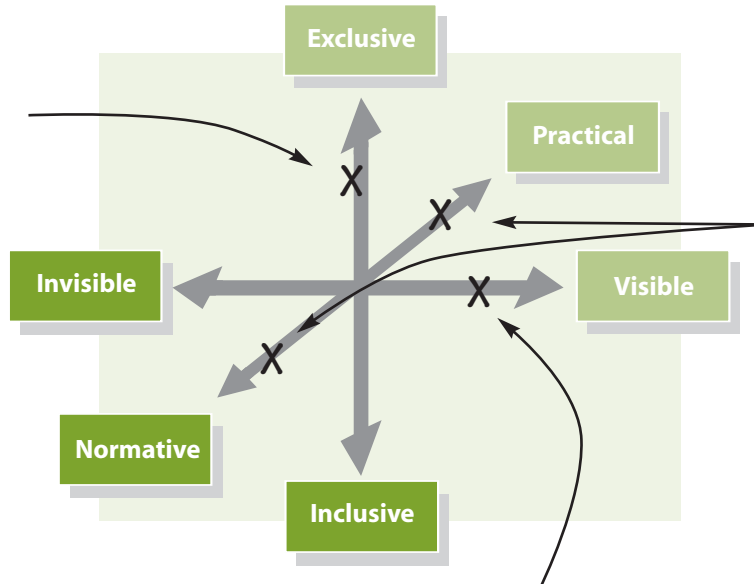 Exclusive
Practical
Invisible
Visible
Normative
Inclusive
X
X
X
X